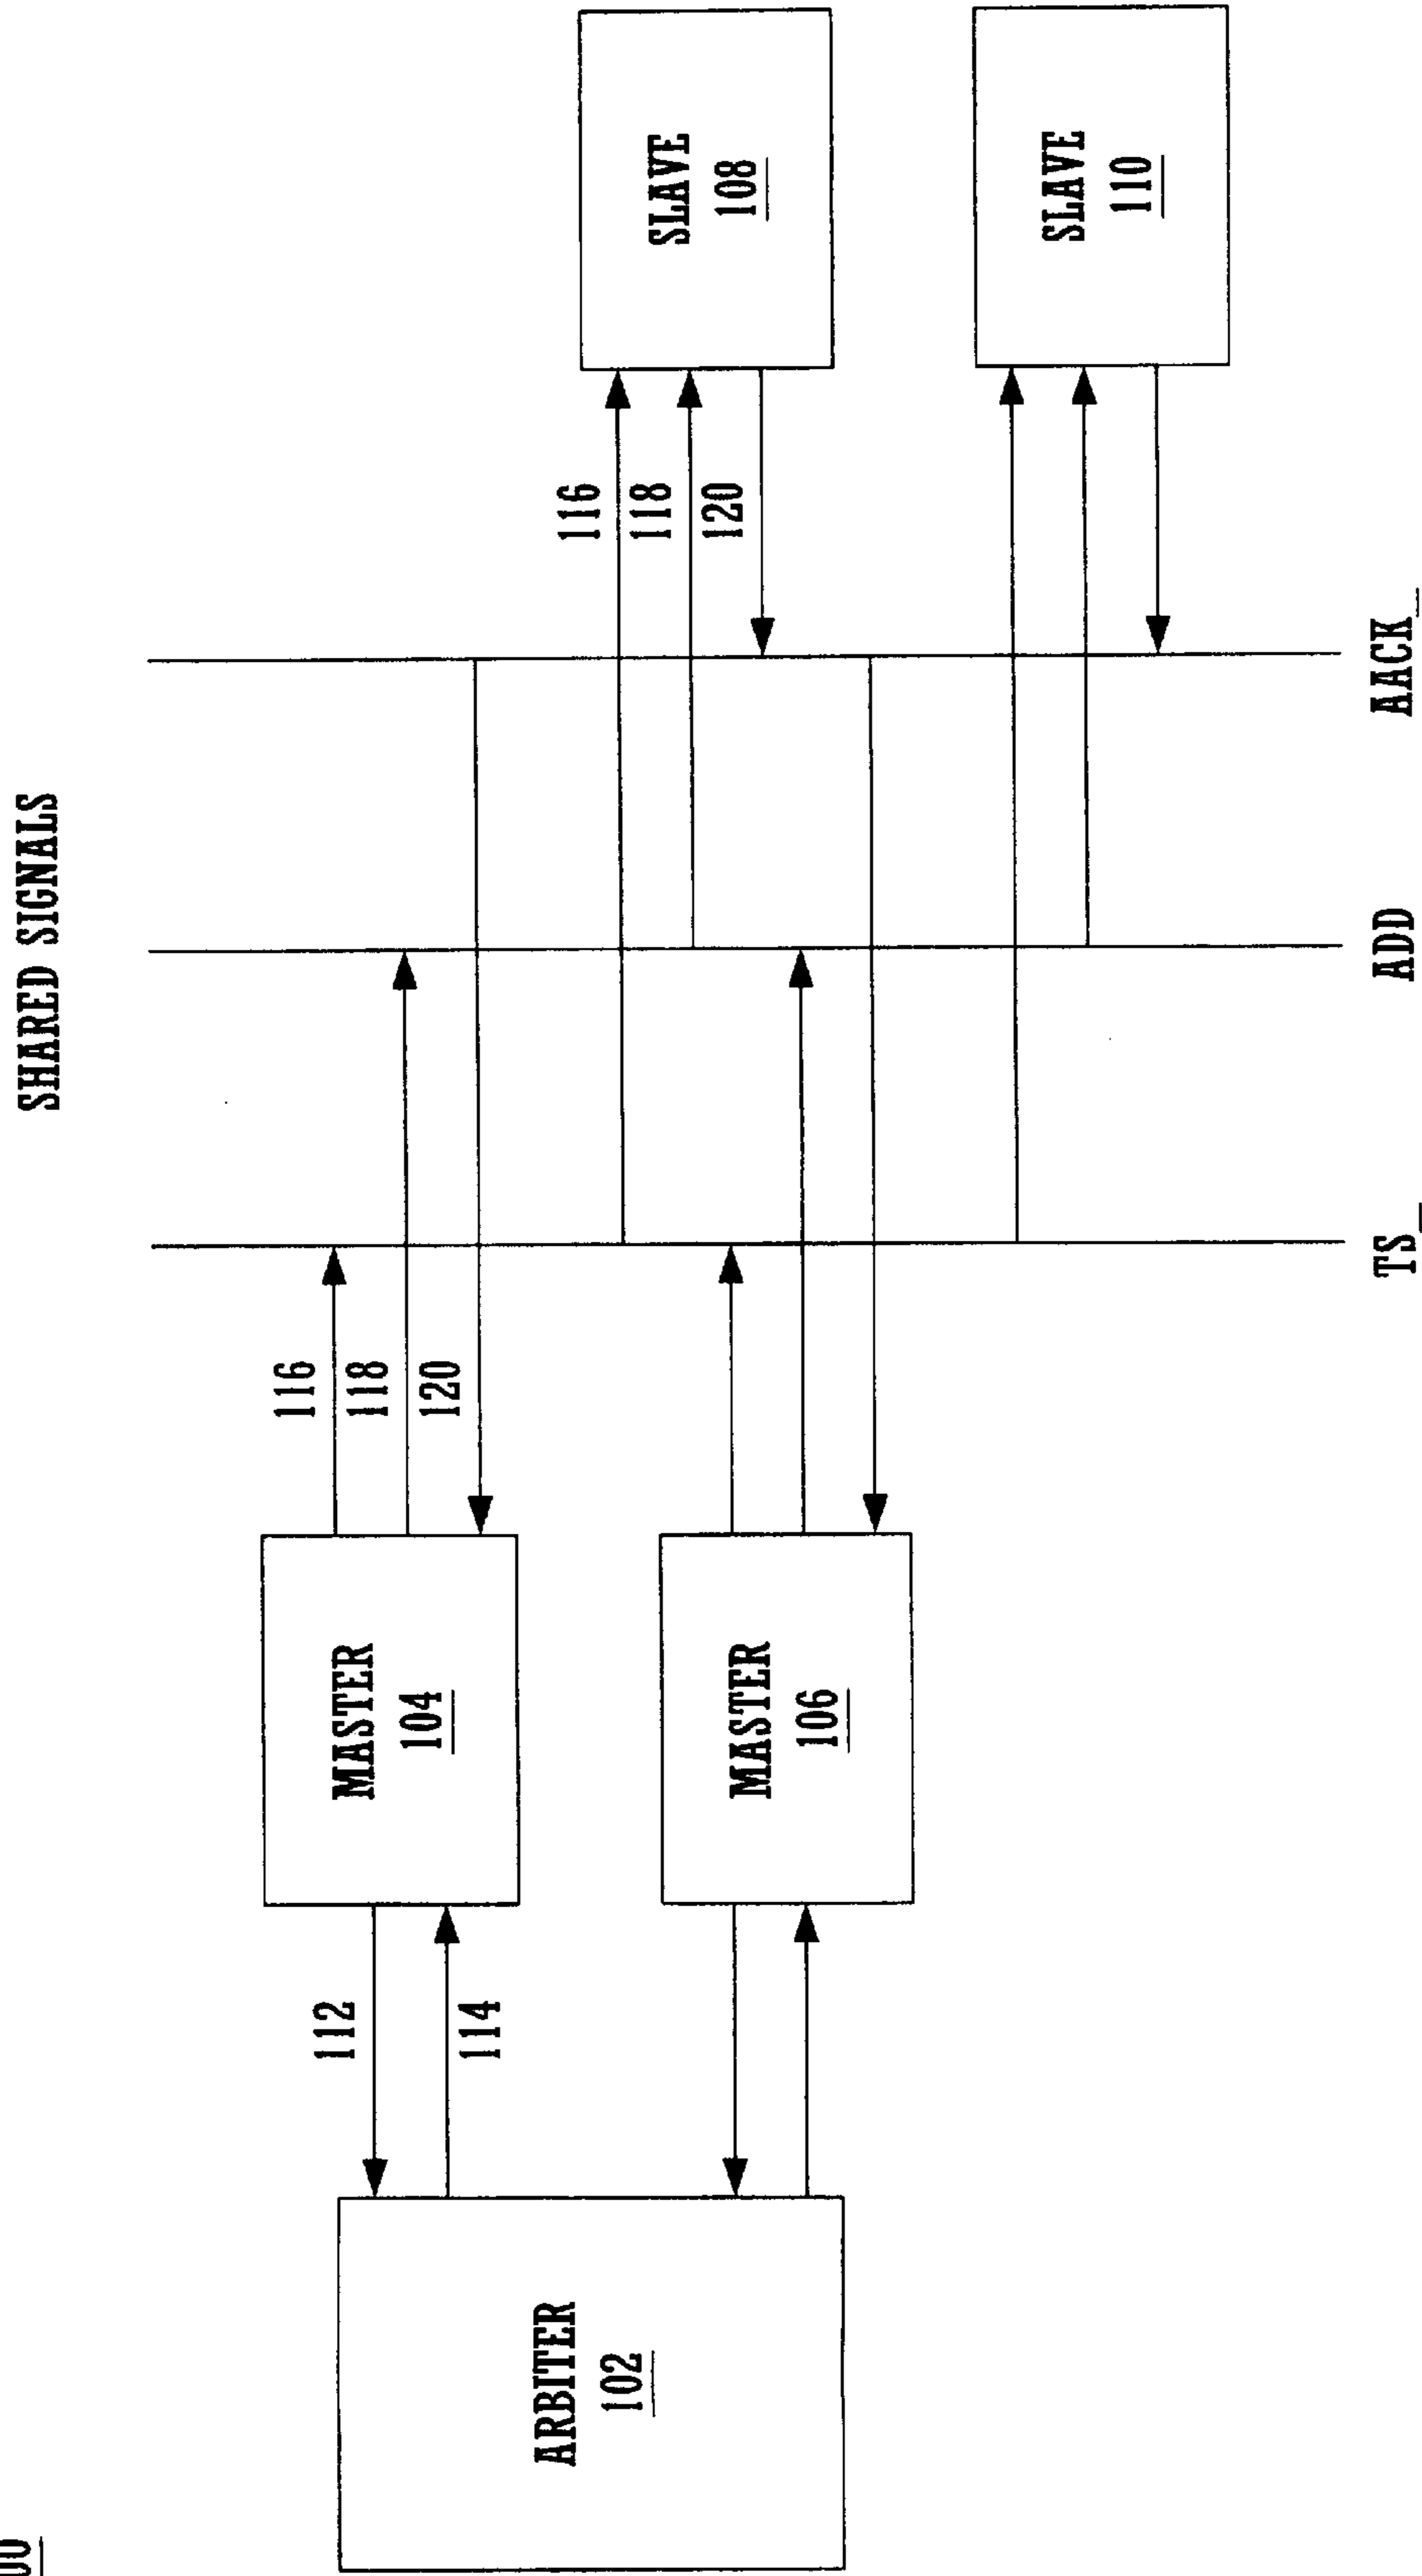 SHARED SIGNALS
112
114
116
118
120
116
118
120
ARBITER
102
MASTER
104
MASTER
106
SLAVE
108
SLAVE
110
TS_
ADD
AACK_